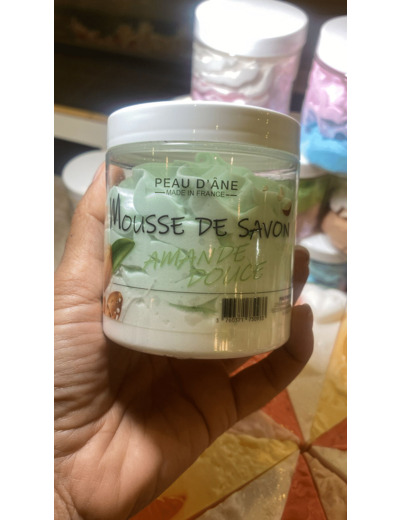 PEAU D'ÂNE
MADE IN FRANCE
MOUSSE DE SAVON
AMANDE
DOUCE